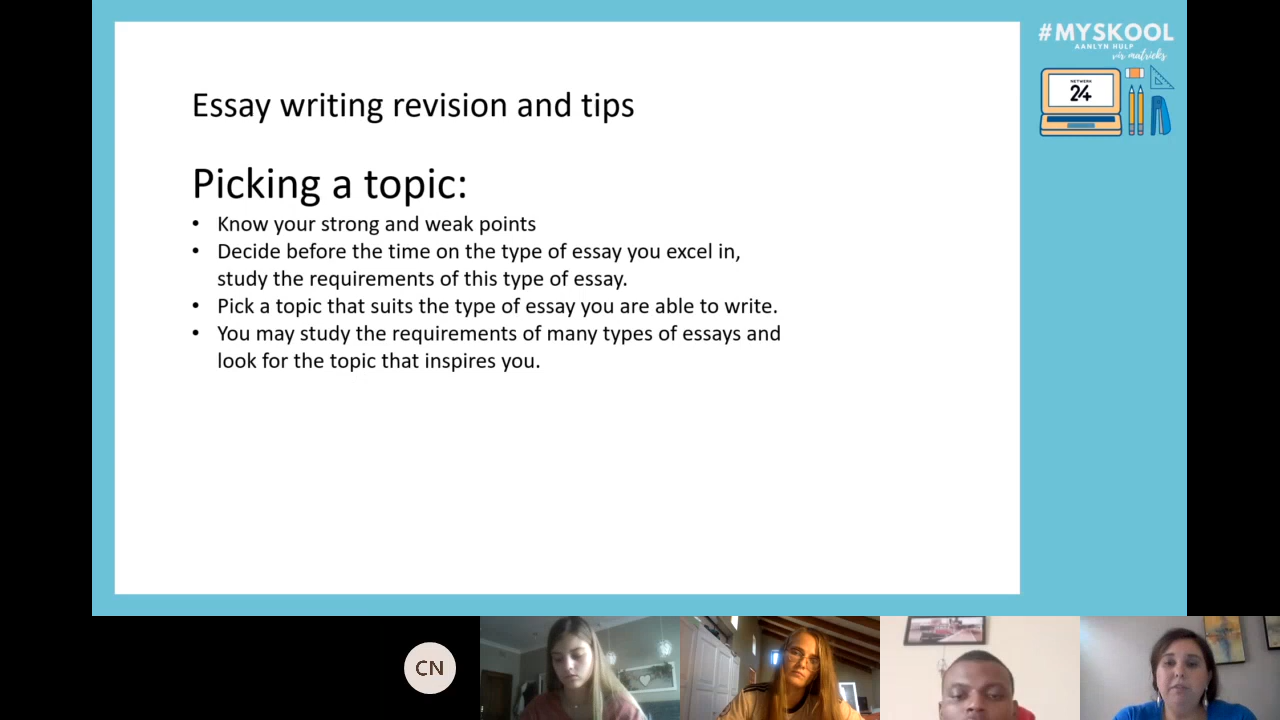 #MYSKOOL
AANLYN HULP
vir matrieks
NETWERK
24
Essay writing revision and tips
Picking a topic:
• Know your strong and weak points
• Decide before the time on the type of essay you excel in,
study the requirements of this type of essay.
• Pick a topic that suits the type of essay you are able to write.
• You may study the requirements of many types of essays and
look for the topic that inspires you.
CN